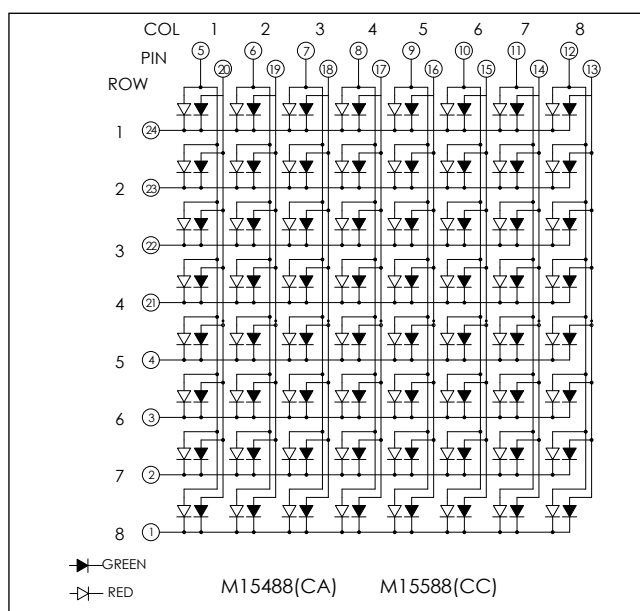 COL 1 2 3 4 5 6 7 8
PIN 5 6 7 8 9 10 11 12
20 19 18 17 16 15 14 13
ROW
1 24
2 23
3 22
4 21
5 4
6 3
7 2
8 1
GREEN
RED
M15488(CA) M15588(CC)